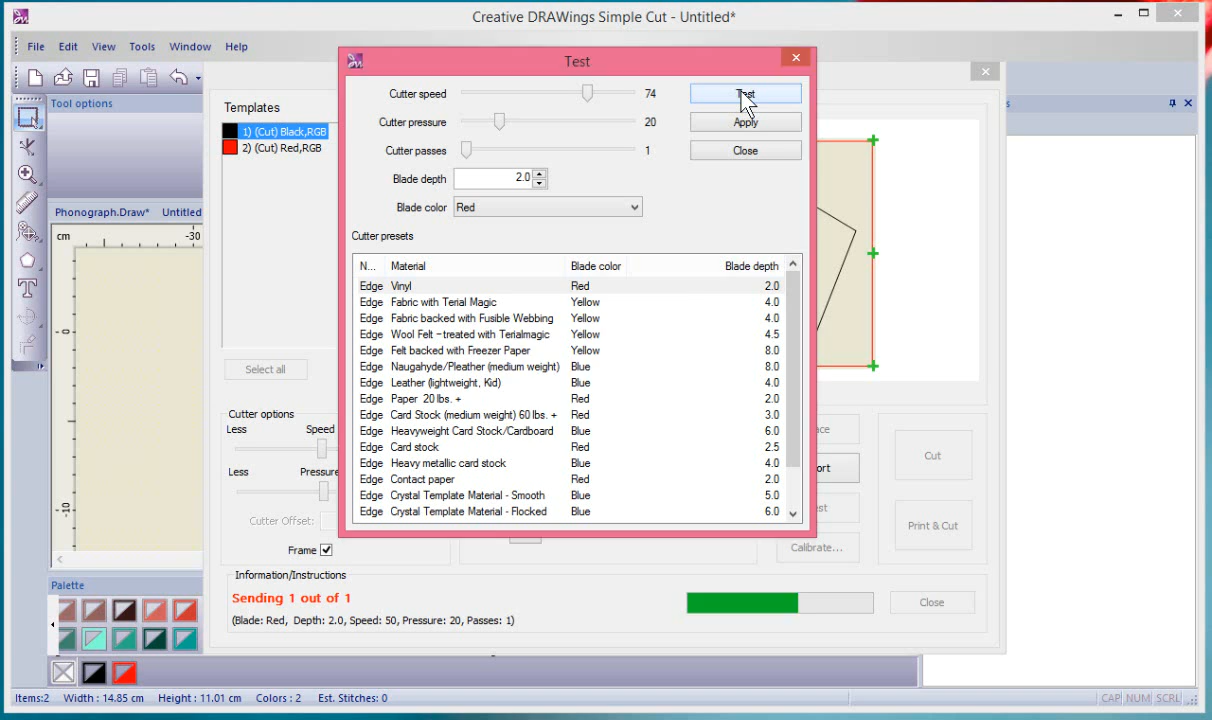 Creative DRAWings Simple Cut - Untitled*
File Edit View Tools Window Help
Tool options
Phonograph.Draw* Untitled
cm
-30
0
-10
Templates
1) (Cut) Black,RGB
2) (Cut) Red,RGB
Select all
Cutter options
Less Speed
Less Pressure
Cutter Offset:
Frame
Test
Cutter speed 74 Test
Cutter pressure 20 Apply
Cutter passes 1 Close
Blade depth 2.0
Blade color Red
Cutter presets
N... Material Blade color Blade depth
Edge Vinyl Red 2.0
Edge Fabric with Terial Magic Yellow 4.0
Edge Fabric backed with Fusible Webbing Yellow 4.0
Edge Wool Felt -treated with Terialmagic Yellow 4.5
Edge Felt backed with Freezer Paper Yellow 8.0
Edge Naugahyde/Pleather (medium weight) Blue 8.0
Edge Leather (lightweight, Kid) Blue 4.0
Edge Paper 20 lbs. + Red 2.0
Edge Card Stock (medium weight) 60 lbs. + Red 3.0
Edge Heavyweight Card Stock/Cardboard Blue 6.0
Edge Card stock Red 2.5
Edge Heavy metallic card stock Blue 4.0
Edge Contact paper Red 2.0
Edge Crystal Template Material - Smooth Blue 5.0
Edge Crystal Template Material - Flocked Blue 6.0
Cut
Print & Cut
Calibrate...
Information/Instructions
Sending 1 out of 1
(Blade: Red, Depth: 2.0, Speed: 50, Pressure: 20, Passes: 1)
Close
Palette
Items:2 Width : 14.85 cm Height : 11.01 cm Colors : 2 Est. Stitches: 0
CAP NUM SCRL